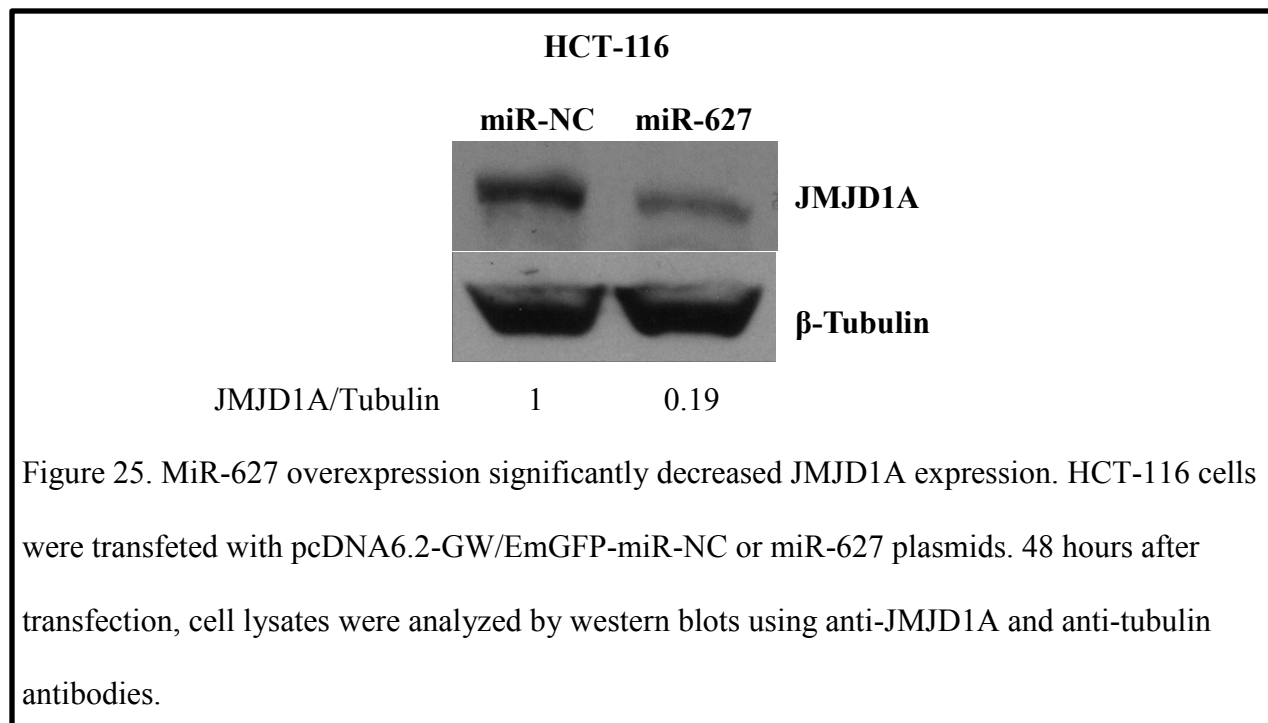 HCT-116
miR-NC miR-627
JMJD1A
β-Tubulin
JMJD1A/Tubulin 1 0.19
Figure 25. MiR-627 overexpression significantly decreased JMJD1A expression. HCT-116 cells
were transfeted with pcDNA6.2-GW/EmGFP-miR-NC or miR-627 plasmids. 48 hours after
transfection, cell lysates were analyzed by western blots using anti-JMJD1A and anti-tubulin
antibodies.